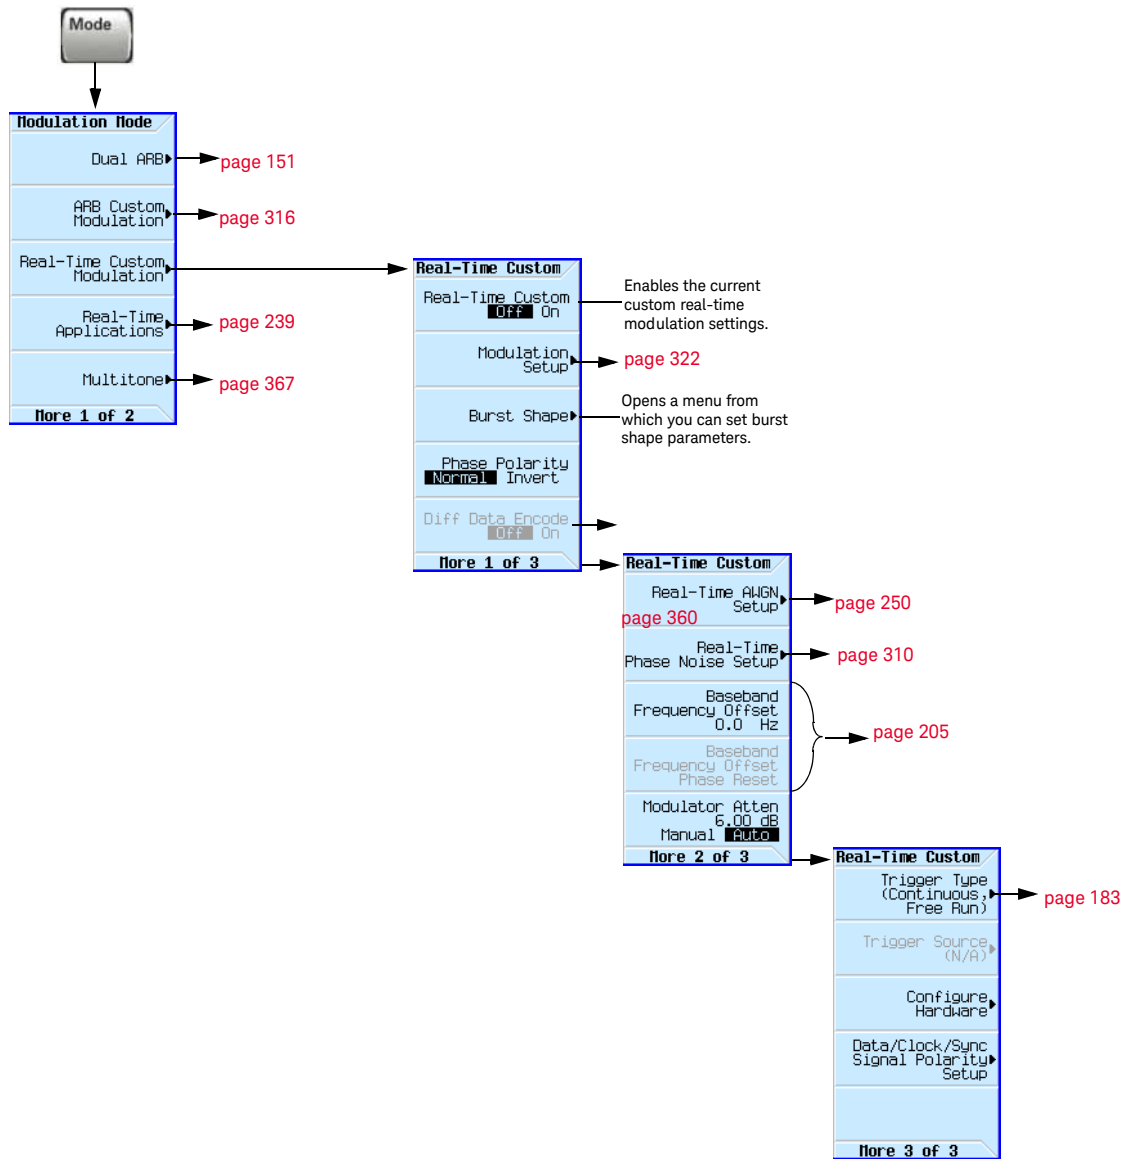 Mode
Modulation Mode
Dual ARB
page 151
ARB Custom
Modulation
page 316
Real-Time Custom
Modulation
Real-Time
Applications
page 239
Multitone
page 367
More 1 of 2
Real-Time Custom
Real-Time Custom
Off On
Enables the current
custom real-time
modulation settings.
Modulation
Setup
page 322
Burst Shape
Opens a menu from
which you can set burst
shape parameters.
Phase Polarity
Normal Invert
Diff Data Encode
Off On
More 1 of 3
Real-Time Custom
Real-Time AWGN
Setup
page 250
page 360
Real-Time
Phase Noise Setup
page 310
Baseband
Frequency Offset
0.0 Hz
page 205
Baseband
Frequency Offset
Phase Reset
Modulator Atten
6.00 dB
Manual Auto
More 2 of 3
Real-Time Custom
Trigger Type
(Continuous,
Free Run)
page 183
Trigger Source
(N/A)
Configure
Hardware
Data/Clock/Sync
Signal Polarity
Setup
More 3 of 3